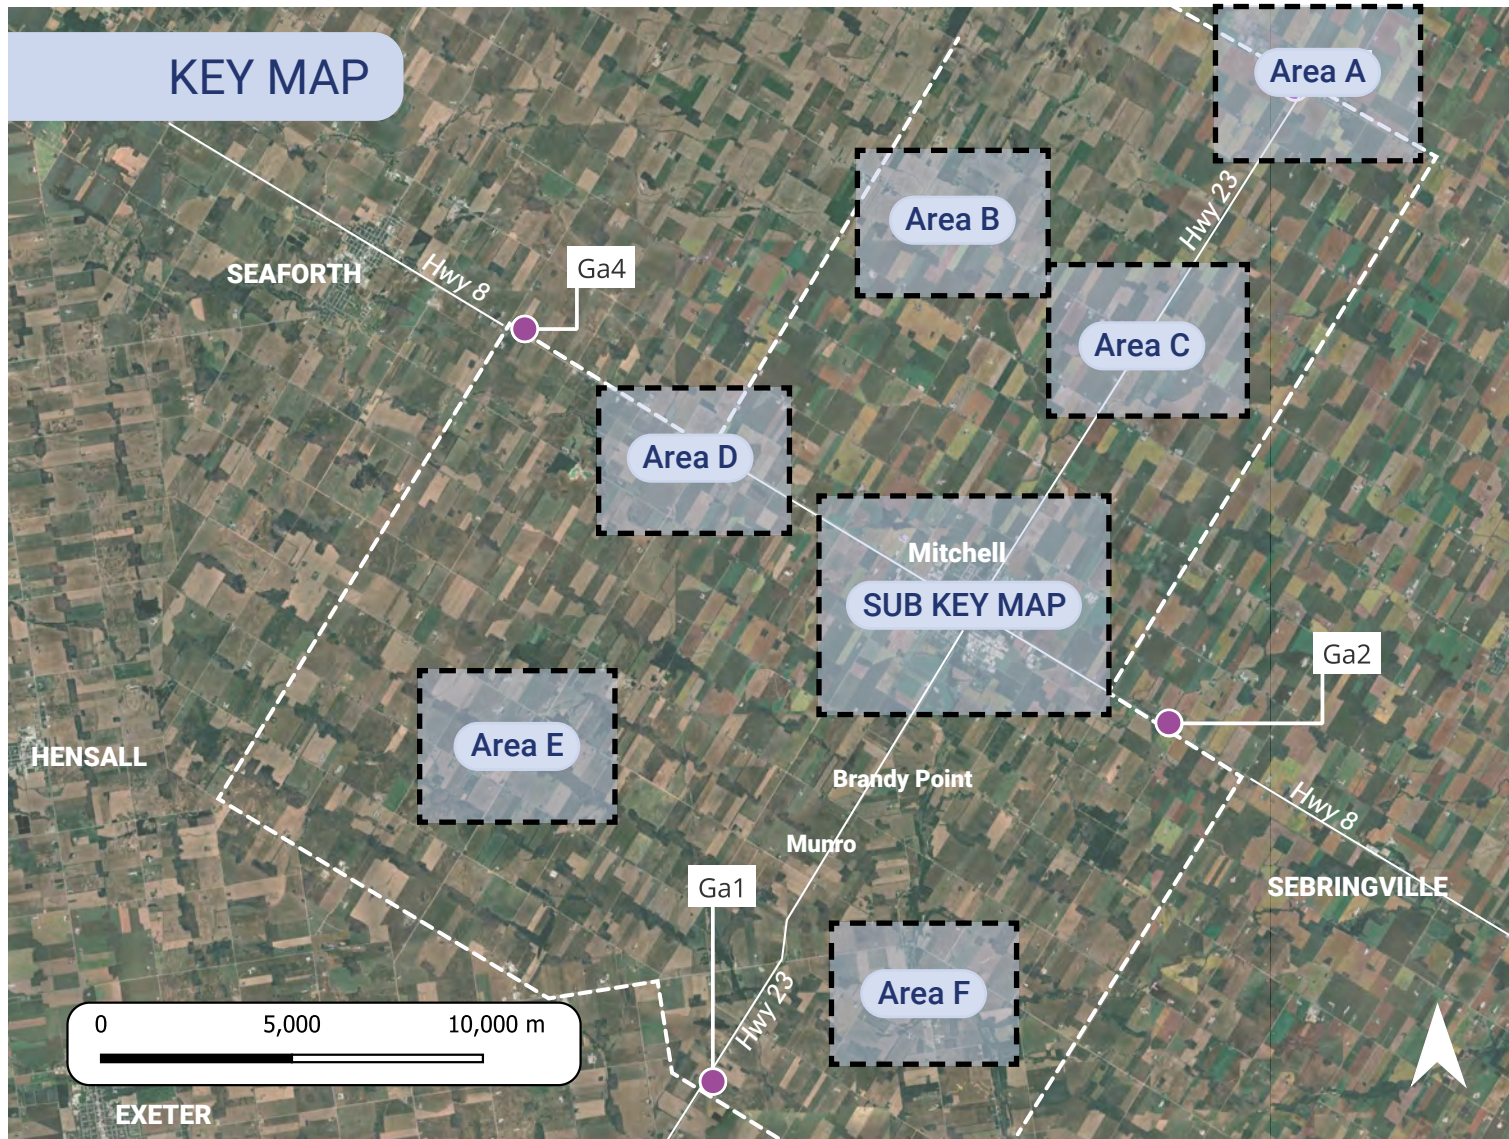 KEY MAP
Area A
Area B
Hwy 23
SEAFORTH
Hwy 8
Ga4
Area C
Area D
Mitchell
SUB KEY MAP
Ga2
Area E
HENSALL
Brandy Point
Hwy 8
Munro
Ga1
SEBRINGVILLE
Area F
Hwy 23
0 5,000 10,000 m
EXETER